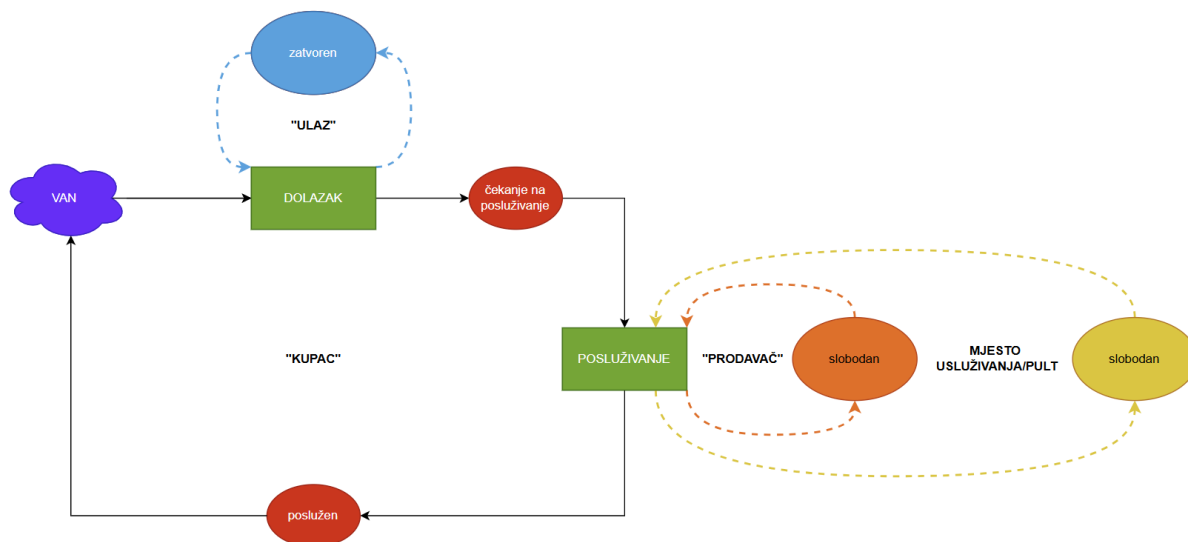 zatvoren
"ULAZ"
VAN
DOLAZAK
čekanje na
posluživanje
"KUPAC"
POSLUŽIVANJE
"PRODAVAČ"
slobodan
MJESTO
USLUŽIVANJA/PULT
slobodan
poslužen